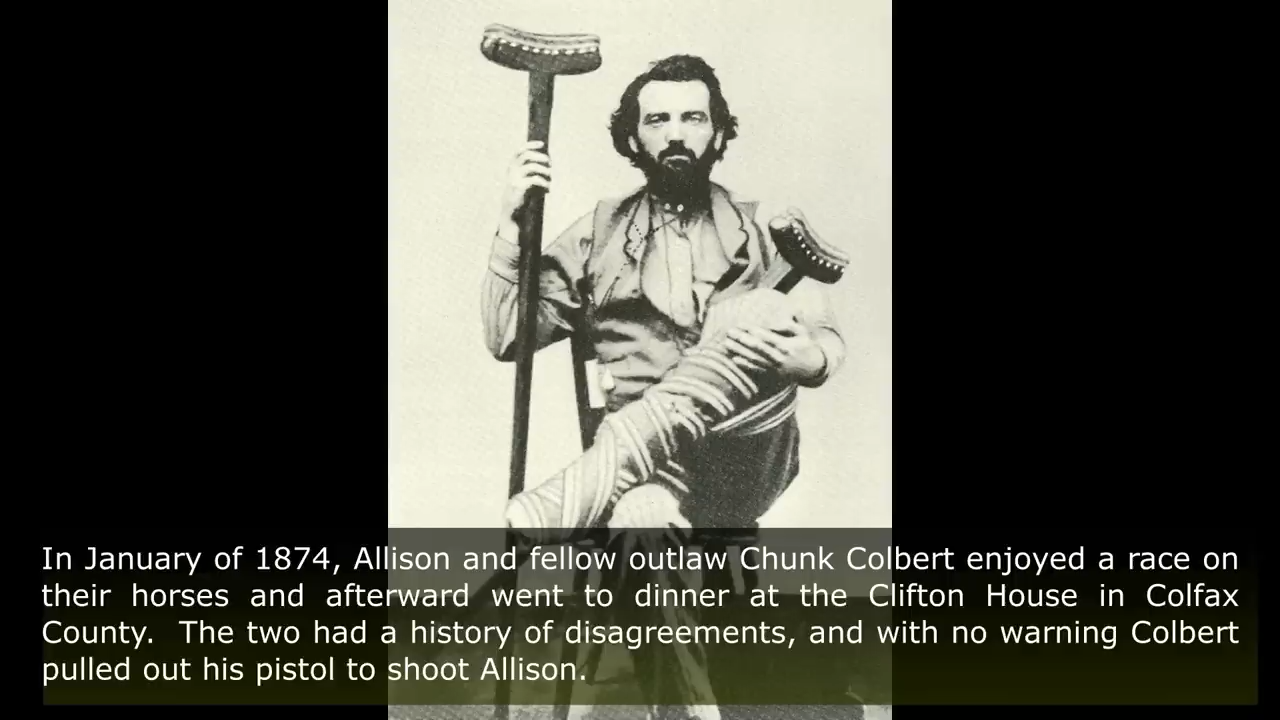 In January of 1874, Allison and fellow outlaw Chunk Colbert enjoyed a race on
their horses and afterward went to dinner at the Clifton House in Colfax
County.  The two had a history of disagreements, and with no warning Colbert
pulled out his pistol to shoot Allison.